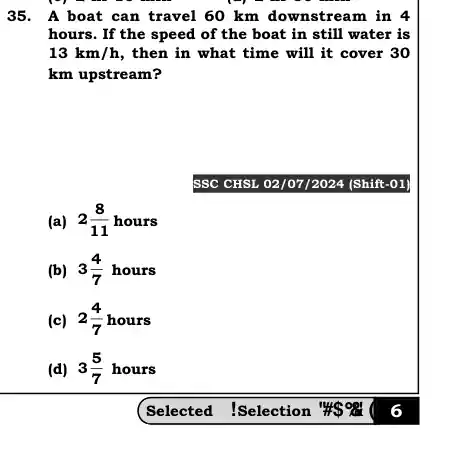 35. A boat can travel 60 km downstream in 4
hours. If the speed of the boat in still water is
13 km/h, then in what time will it cover 30
km upstream?
SSC CHSL 02/07/2024 (Shift-01)
(a) 2 8/11 hours
(b) 3 4/7 hours
(c) 2 4/7 hours
(d) 3 5/7 hours
Selected !Selection 6